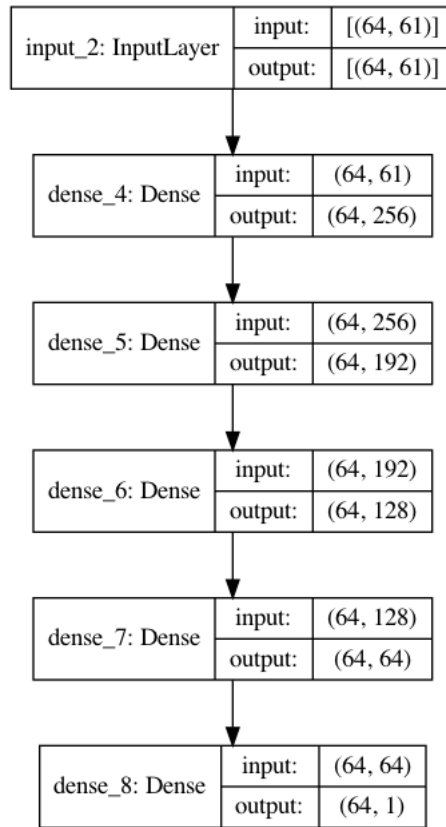 input_2: InputLayer
input: [(64, 61)]
output: [(64, 61)]
dense_4: Dense
input: (64, 61)
output: (64, 256)
dense_5: Dense
input: (64, 256)
output: (64, 192)
dense_6: Dense
input: (64, 192)
output: (64, 128)
dense_7: Dense
input: (64, 128)
output: (64, 64)
dense_8: Dense
input: (64, 64)
output: (64, 1)